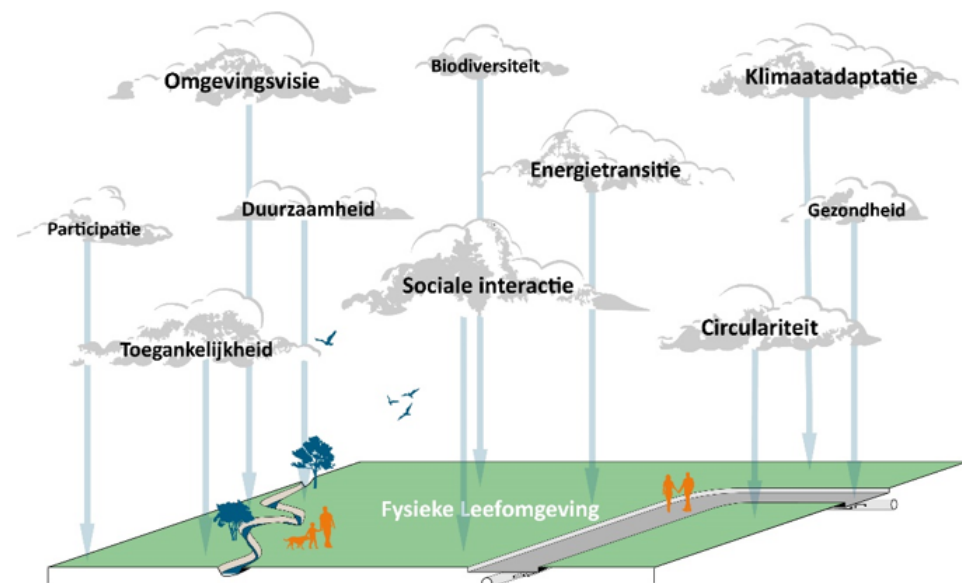 Omgevingsvisie
Biodiversiteit
Klimaatadaptatie
Energietransitie
Participatie
Duurzaamheid
Gezondheid
Sociale interactie
Circulariteit
Toegankelijkheid
Fysieke Leefomgeving